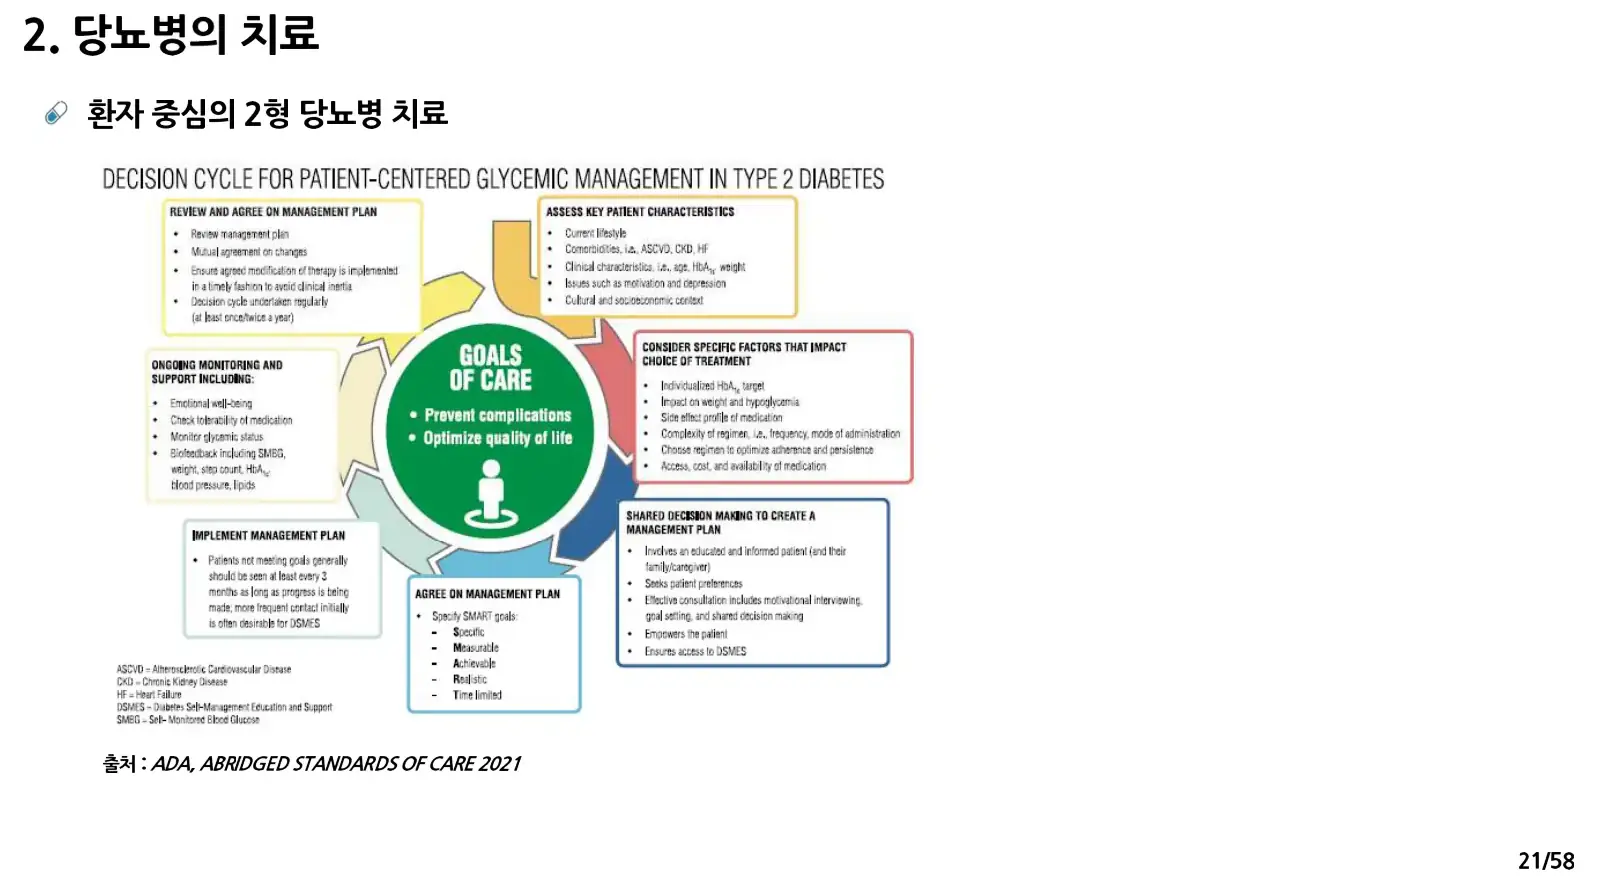 2. 당뇨병의 치료
환자 중심의 2형 당뇨병 치료
DECISION CYCLE FOR PATIENT-CENTERED GLYCEMIC MANAGEMENT IN TYPE 2 DIABETES
REVIEW AND AGREE ON MANAGEMENT PLAN
• Review management plan
• Mutual agreement on changes
• Ensure agreed modification of therapy is implemented
in a timely fashion to avoid clinical inertia
• Decision cycle undertaken regularly
(at least once/twice a year)
ASSESS KEY PATIENT CHARACTERISTICS
• Current lifestyle
• Comorbidities, i.e., ASCVD, CKD, HF
• Clinical characteristics, i.e., age, HbA1c, weight
• Issues such as motivation and depression
• Cultural and socioeconomic context
CONSIDER SPECIFIC FACTORS THAT IMPACT
CHOICE OF TREATMENT
• Individualized HbA1c target
• Impact on weight and hypoglycemia
• Side effect profile of medication
• Complexity of regimen, i.e., frequency, mode of administration
• Choose regimen to optimize adherence and persistence
• Access, cost, and availability of medication
SHARED DECISION MAKING TO CREATE A
MANAGEMENT PLAN
• Involves an educated and informed patient (and their
family/caregiver)
• Seeks patient preferences
• Effective consultation includes motivational interviewing,
goal setting, and shared decision making
• Empowers the patient
• Ensures access to DSMES
AGREE ON MANAGEMENT PLAN
• Specify SMART goals:
- Specific
- Measurable
- Achievable
- Realistic
- Time limited
IMPLEMENT MANAGEMENT PLAN
• Patients not meeting goals generally
should be seen at least every 3
months as long as progress is being
made; more frequent contact initially
is often desirable for DSMES
ONGOING MONITORING AND
SUPPORT INCLUDING:
• Emotional well-being
• Check tolerability of medication
• Monitor glycemic status
• Biofeedback including SMBG,
weight, step count, HbA1c,
blood pressure, lipids
GOALS
OF CARE
• Prevent complications
• Optimize quality of life
ASCVD = Atherosclerotic Cardiovascular Disease
CKD = Chronic Kidney Disease
HF = Heart Failure
DSMES = Diabetes Self-Management Education and Support
SMBG = Self- Monitored Blood Glucose
출처 : ADA, ABRIDGED STANDARDS OF CARE 2021
21/58